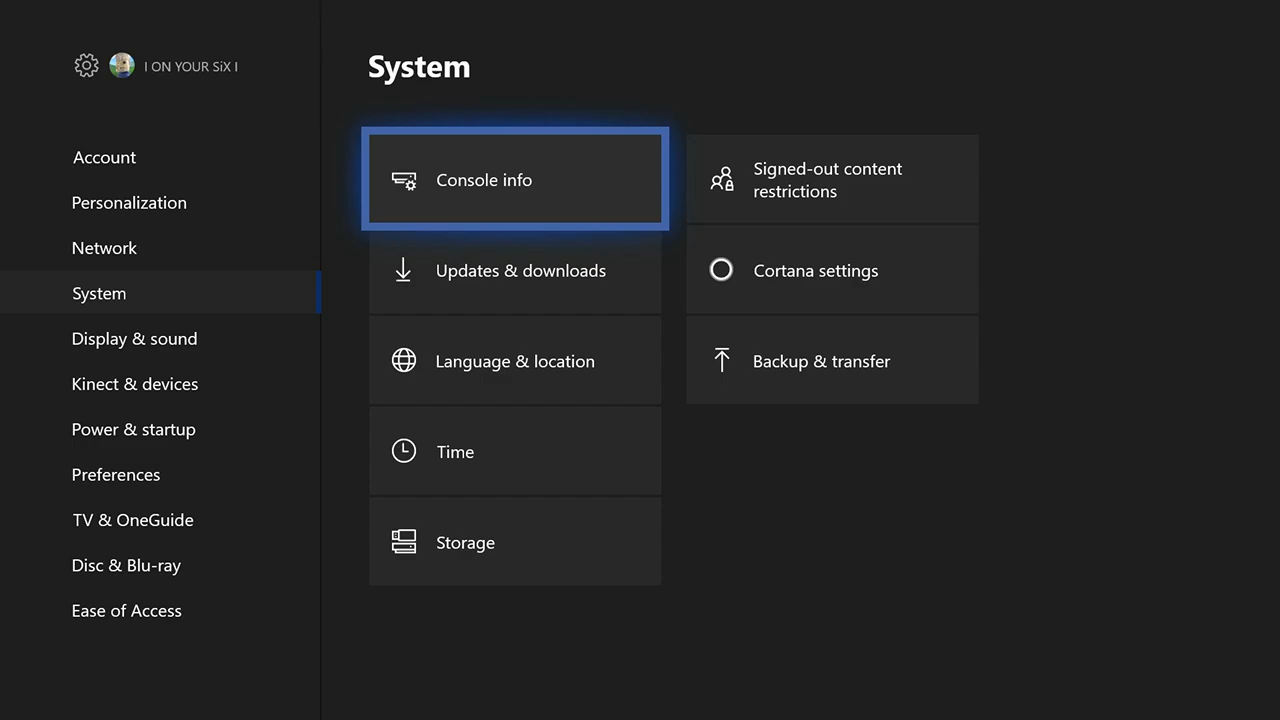 I ON YOUR SiX I
Account
Personalization
Network
System
Display & sound
Kinect & devices
Power & startup
Preferences
TV & OneGuide
Disc & Blu-ray
Ease of Access
System
Console info
Updates & downloads
Language & location
Time
Storage
Signed-out content
restrictions
Cortana settings
Backup & transfer